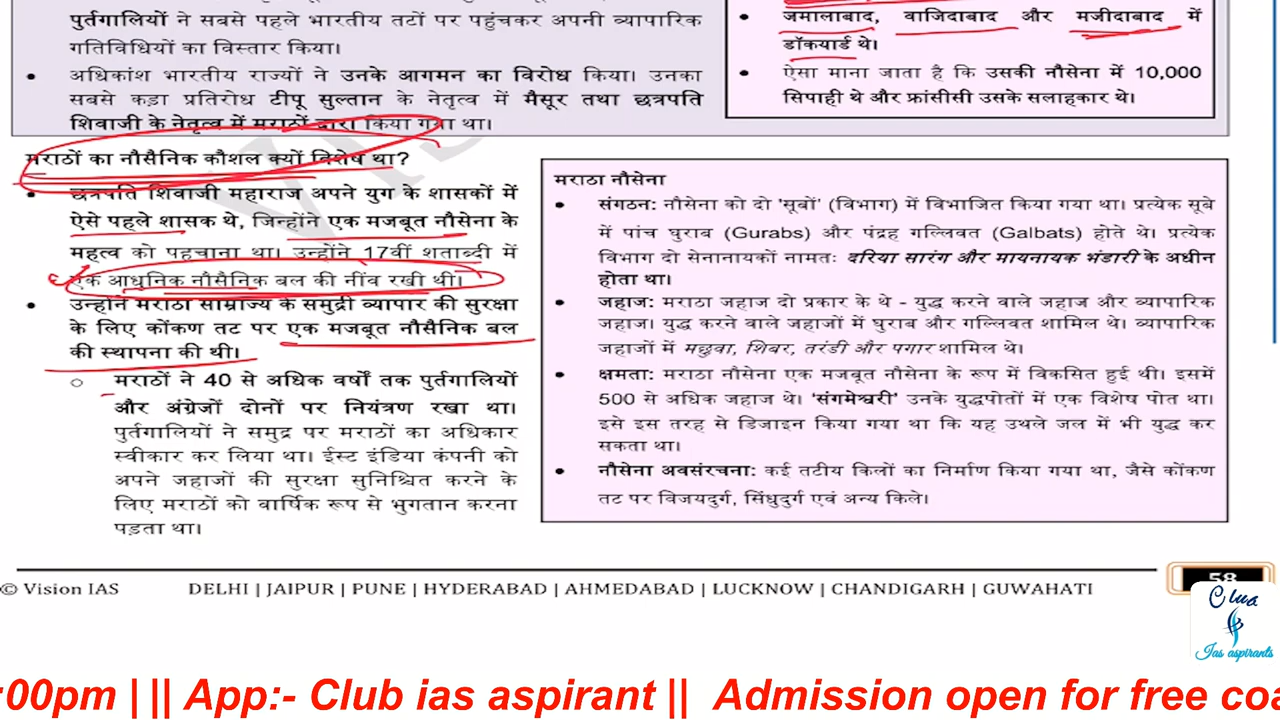 पुर्तगालियों ने सबसे पहले भारतीय तटों पर पहुंचकर अपनी व्यापारिक
गतिविधियों का विस्तार किया।
• अधिकांश भारतीय राज्यों ने उनके आगमन का विरोध किया। उनका
सबसे कड़ा प्रतिरोध टीपू सुल्तान के नेतृत्व में मैसूर तथा छत्रपति
शिवाजी के नेतृत्व में मराठों द्वारा किया गया था।
• जमालाबाद, वाजिदाबाद और मजीदाबाद में
डॉकयार्ड थे।
• ऐसा माना जाता है कि उसकी नौसेना में 10,000
सिपाही थे और फ्रांसीसी उसके सलाहकार थे।
मराठों का नौसैनिक कौशल क्यों विशेष था?
• छत्रपति शिवाजी महाराज अपने युग के शासकों में
ऐसे पहले शासक थे, जिन्होंने एक मजबूत नौसेना के
महत्व को पहचाना था। उन्होंने 17वीं शताब्दी में
एक आधुनिक नौसैनिक बल की नींव रखी थी।
• उन्होंने मराठा साम्राज्य के समुद्री व्यापार की सुरक्षा
के लिए कोंकण तट पर एक मजबूत नौसैनिक बल
की स्थापना की थी।
○ मराठों ने 40 से अधिक वर्षों तक पुर्तगालियों
और अंग्रेजों दोनों पर नियंत्रण रखा था।
पुर्तगालियों ने समुद्र पर मराठों का अधिकार
स्वीकार कर लिया था। ईस्ट इंडिया कंपनी को
अपने जहाजों की सुरक्षा सुनिश्चित करने के
लिए मराठों को वार्षिक रूप से भुगतान करना
पड़ता था।
मराठा नौसेना
• संगठन: नौसेना को दो 'सूबों' (विभाग) में विभाजित किया गया था। प्रत्येक सूबे
में पांच घुराब (Gurabs) और पंद्रह गल्लिवत (Galbats) होते थे। प्रत्येक
विभाग दो सेनानायकों नामतः दरिया सारंग और मायनायक भंडारी के अधीन
होता था।
• जहाज: मराठा जहाज दो प्रकार के थे - युद्ध करने वाले जहाज और व्यापारिक
जहाज। युद्ध करने वाले जहाजों में घुराब और गल्लिवत शामिल थे। व्यापारिक
जहाजों में मछुवा, शिबर, तरंडी और पगार शामिल थे।
• क्षमता: मराठा नौसेना एक मजबूत नौसेना के रूप में विकसित हुई थी। इसमें
500 से अधिक जहाज थे। 'संगमेश्वरी' उनके युद्धपोतों में एक विशेष पोत था।
इसे इस तरह से डिजाइन किया गया था कि यह उथले जल में भी युद्ध कर
सकता था।
• नौसेना अवसंरचना: कई तटीय किलों का निर्माण किया गया था, जैसे कोंकण
तट पर विजयदुर्ग, सिंधुदुर्ग एवं अन्य किले।
© Vision IAS
DELHI | JAIPUR | PUNE | HYDERABAD | AHMEDABAD | LUCKNOW | CHANDIGARH | GUWAHATI
58
Club
Ias aspirants
:00pm | || App:- Club ias aspirant || Admission open for free coa